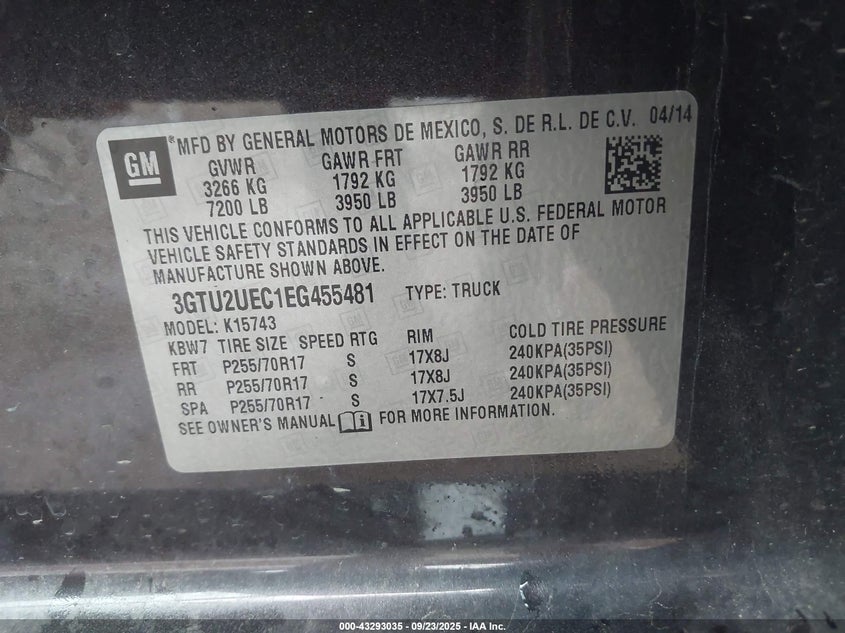 GM ® MFD BY GENERAL MOTORS DE MEXICO, S. DE R.L. DE C.V. 04/14
GVWR GAWR FRT GAWR RR
3266 KG 1792 KG 1792 KG
7200 LB 3950 LB 3950 LB
THIS VEHICLE CONFORMS TO ALL APPLICABLE U.S. FEDERAL MOTOR
VEHICLE SAFETY STANDARDS IN EFFECT ON THE DATE OF
MANUFACTURE SHOWN ABOVE.
3GTU2UEC1EG455481 TYPE: TRUCK
MODEL: K15743
KBW7 TIRE SIZE SPEED RTG RIM COLD TIRE PRESSURE
FRT P255/70R17 S 17X8J 240KPA(35PSI)
RR P255/70R17 S 17X8J 240KPA(35PSI)
SPA P255/70R17 S 17X7.5J 240KPA(35PSI)
SEE OWNER'S MANUAL FOR MORE INFORMATION.
000-43293035 - 09/23/2025 - IAA Inc.